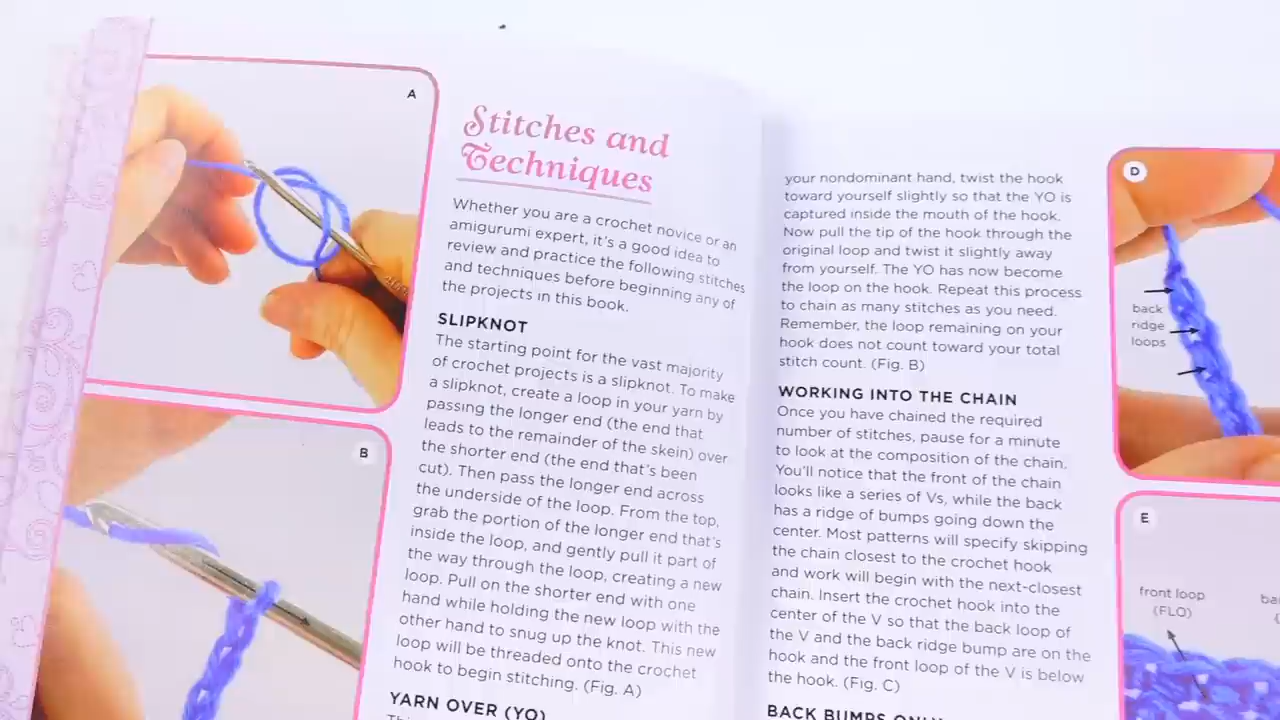 A
B
Stitches and
Techniques
Whether you are a crochet novice or an
amigurumi expert, it's a good idea to
review and practice the following stitches
and techniques before beginning any of
the projects in this book.
SLIPKNOT
The starting point for the vast majority
of crochet projects is a slipknot. To make
a slipknot, create a loop in your yarn by
passing the longer end (the end that
leads to the remainder of the skein) over
the shorter end (the end that's been
cut). Then pass the longer end across
the underside of the loop. From the top,
grab the portion of the longer end that's
inside the loop, and gently pull it part of
the way through the loop, creating a new
loop. Pull on the shorter end with one
hand while holding the new loop with the
other hand to snug up the knot. This new
loop will be threaded onto the crochet
hook to begin stitching. (Fig. A)
YARN OVER (YO)
your nondominant hand, twist the hook
toward yourself slightly so that the YO is
captured inside the mouth of the hook.
Now pull the tip of the hook through the
original loop and twist it slightly away
from yourself. The YO has now become
the loop on the hook. Repeat this process
to chain as many stitches as you need.
Remember, the loop remaining on your
hook does not count toward your total
stitch count. (Fig. B)
WORKING INTO THE CHAIN
Once you have chained the required
number of stitches, pause for a minute
to look at the composition of the chain.
You'll notice that the front of the chain
looks like a series of Vs, while the back
has a ridge of bumps going down the
center. Most patterns will specify skipping
the chain closest to the crochet hook
and work will begin with the next-closest
chain. Insert the crochet hook into the
center of the V so that the back loop of
the V and the back ridge bump are on the
hook and the front loop of the V is below
the hook. (Fig. C)
BACK BUMPS ONLY
D
back
ridge
loops
E
front loop
(FLO)